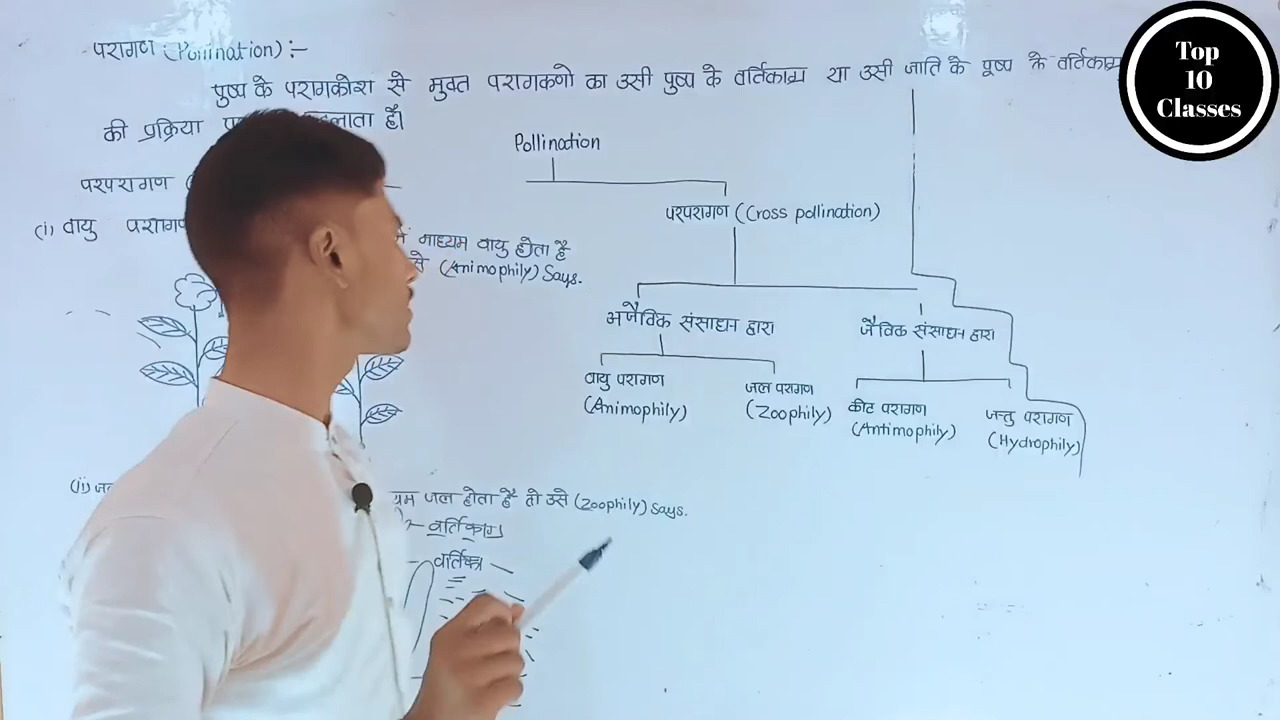 परागण (Pollination) :-
पुष्प के परागकोश से मुक्त परागकणो का उसी पुष्प के वर्तिकाग्र या उसी जाति के पुष्प के वर्तिकाग्र
की प्रक्रिया कहलाता है।
Pollination
परपरागण
परपरागण (Cross pollination)
(i) वायु परागण
माध्यम वायु होता है
से (Animophily) Says.
अजैविक संसाधन द्वारा
जैविक संसाधन द्वारा
वायु परागण
(Animophily)
जल परागण
(Zoophily)
कीट परागण
(Antimophily)
जन्तु परागण
(Hydrophily)
(ii)
जल होता है तो उसे (Zoophily) Says.
वर्तिकाग्र
Top
10
Classes